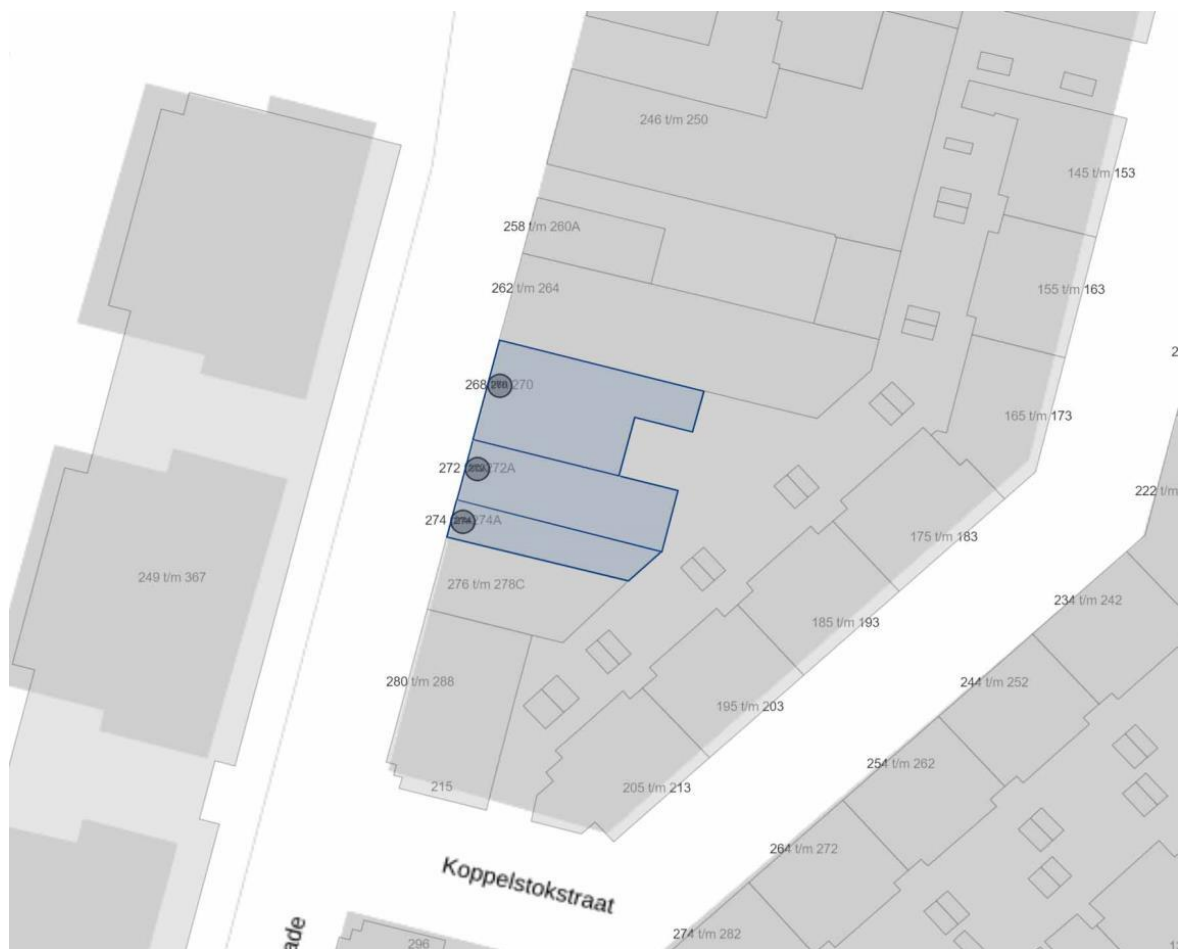 246 t/m 250
145 t/m 153
258 t/m 260A
155 t/m 163
262 t/m 264
268 270
165 t/m 173
272 272A
222 t/m
274 274A
175 t/m 183
249 t/m 367
276 t/m 278C
234 t/m 242
185 t/m 193
280 t/m 288
244 t/m 252
195 t/m 203
254 t/m 262
215
205 t/m 213
264 t/m 272
Koppelstokstraat
ade
274 t/m 282
296